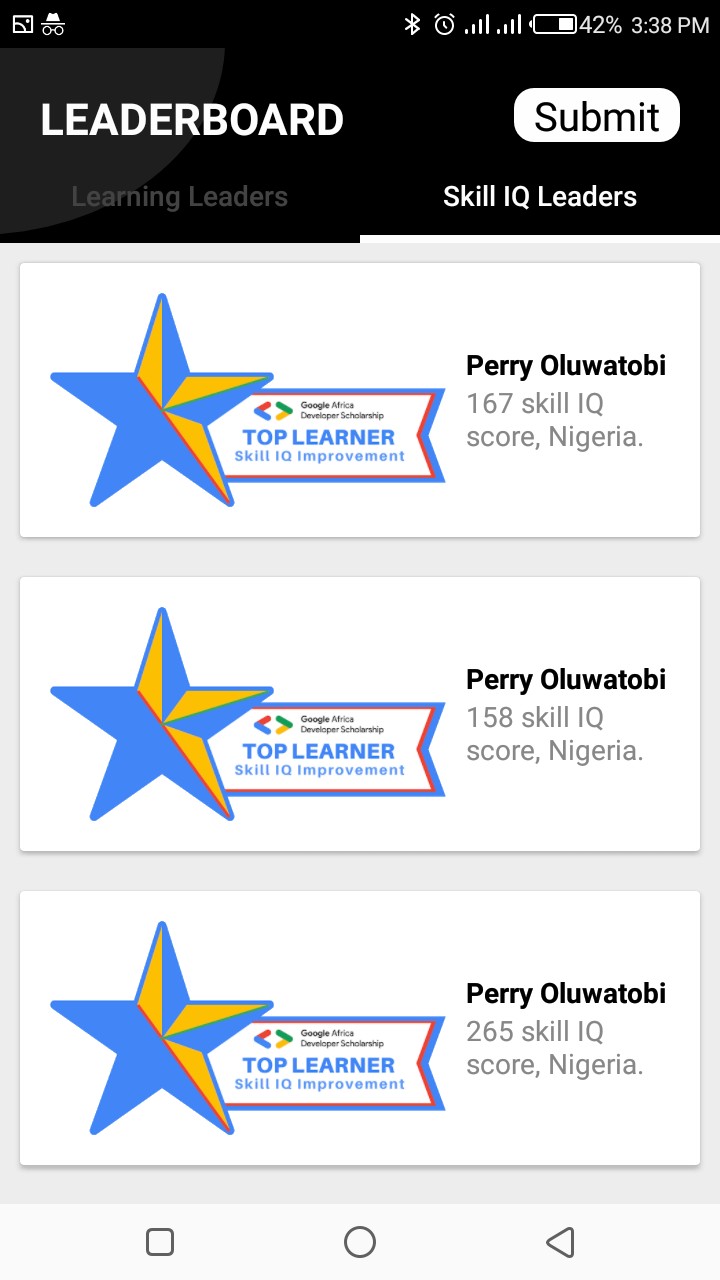 42% 3:38 PM
LEADERBOARD
Submit
Learning Leaders
Skill IQ Leaders
Google Africa
Developer Scholarship
TOP LEARNER
Skill IQ Improvement
Perry Oluwatobi
167 skill IQ
score, Nigeria.
Google Africa
Developer Scholarship
TOP LEARNER
Skill IQ Improvement
Perry Oluwatobi
158 skill IQ
score, Nigeria.
Google Africa
Developer Scholarship
TOP LEARNER
Skill IQ Improvement
Perry Oluwatobi
265 skill IQ
score, Nigeria.